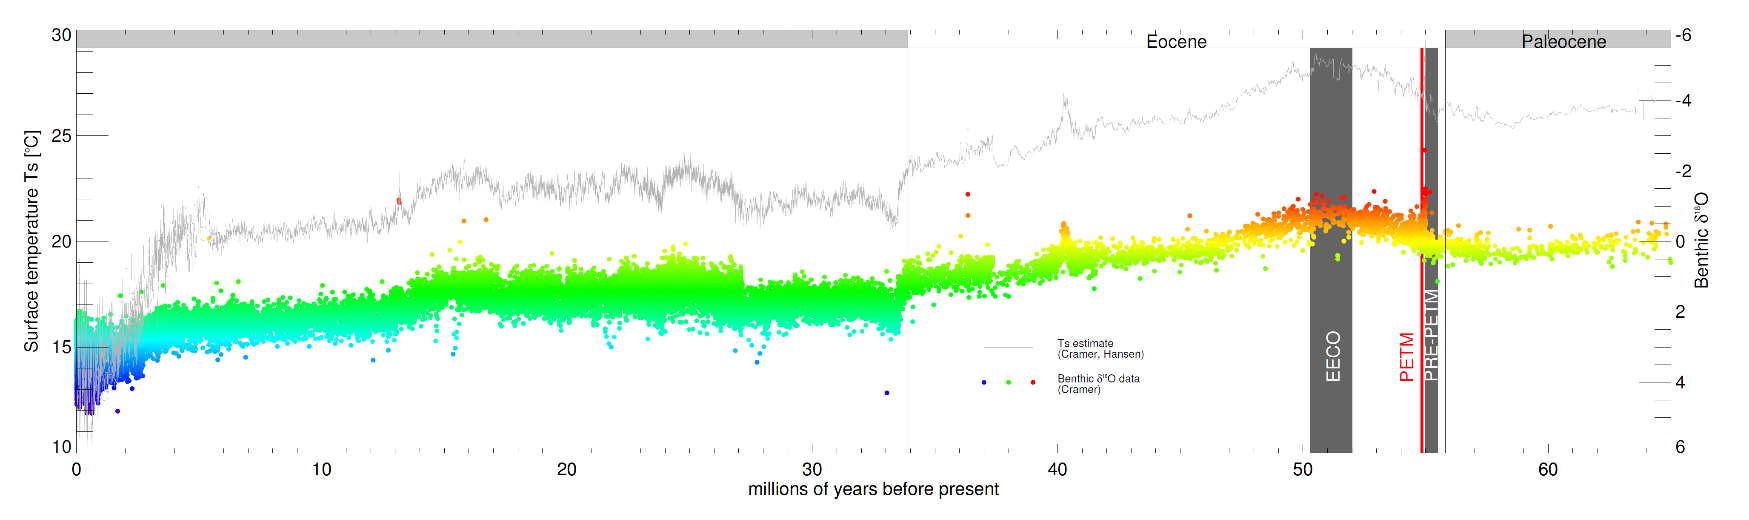 30
25
20
15
10
Surface temperature Ts [°C]
0
10
20
30
40
50
60
millions of years before present
Eocene
Paleocene
-6
-4
-2
0
2
4
6
Benthic δ¹⁸O
EECO
PETM
PRE-PETM
Ts estimate
(Cramer, Hansen)
Benthic δ¹⁸O data
(Cramer)